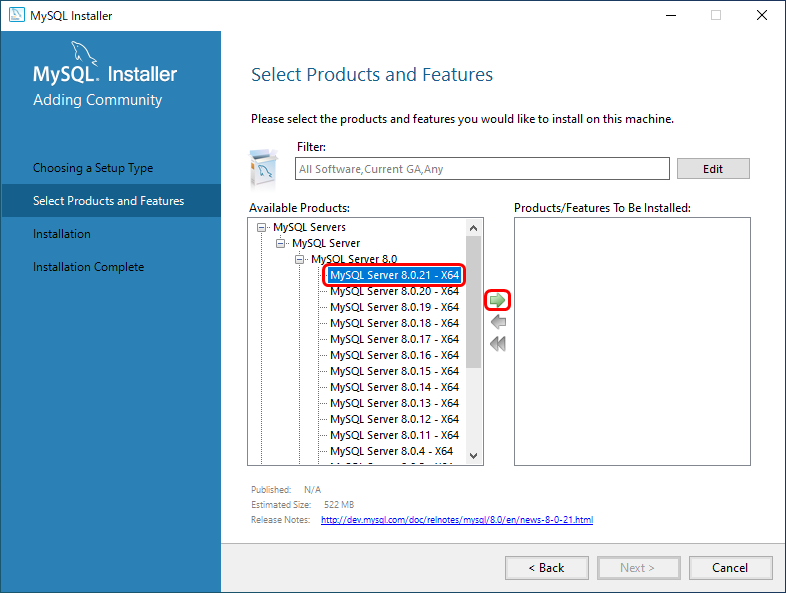 MySQL Installer
MySQL. Installer
Adding Community
Choosing a Setup Type
Select Products and Features
Installation
Installation Complete
Select Products and Features
Please select the products and features you would like to install on this machine.
Filter:
All Software,Current GA,Any
Edit
Available Products:
MySQL Servers
MySQL Server
MySQL Server 8.0
MySQL Server 8.0.21 - X64
MySQL Server 8.0.20 - X64
MySQL Server 8.0.19 - X64
MySQL Server 8.0.18 - X64
MySQL Server 8.0.17 - X64
MySQL Server 8.0.16 - X64
MySQL Server 8.0.15 - X64
MySQL Server 8.0.14 - X64
MySQL Server 8.0.13 - X64
MySQL Server 8.0.12 - X64
MySQL Server 8.0.11 - X64
MySQL Server 8.0.4 - X64
Products/Features To Be Installed:
Published: N/A
Estimated Size: 522 MB
Release Notes: http://dev.mysql.com/doc/relnotes/mysql/8.0/en/news-8-0-21.html
< Back
Next >
Cancel